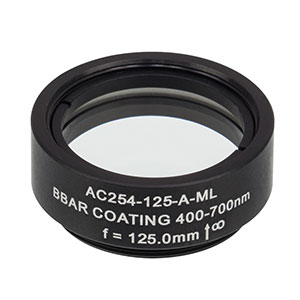 AC254-125-A-ML
BBAR COATING 400-700nm
f = 125.0mm ↑∞